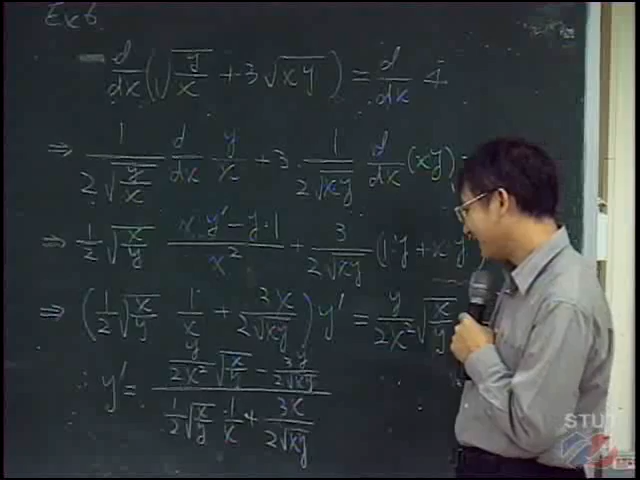 Ex 6
d/dx (√(y/x) + 3√(xy)) = d/dx 4
⇒ 1/(2√(y/x)) d/dx y/x + 3 · 1/(2√(xy)) d/dx (xy) =
⇒ 1/2 √(x/y) (x·y′ − y·1)/x² + 3/(2√(xy)) (1·y + x y
⇒ (1/2 √(x/y) 1/x + 3x/(2√(xy))) y′ = y/(2x²) √(x/y)
∴ y′ = (y/(2x²) √(x/y) − 3y/(2√(xy))) / (1/2 √(x/y) · 1/x + 3x/(2√(xy)))
STUT